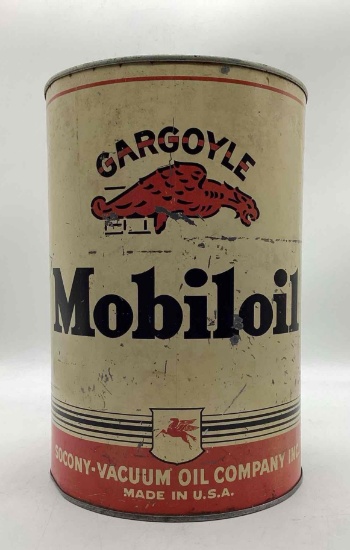 GARGOYLE
Mobiloil
SOCONY-VACUUM OIL COMPANY INC.
MADE IN U.S.A.